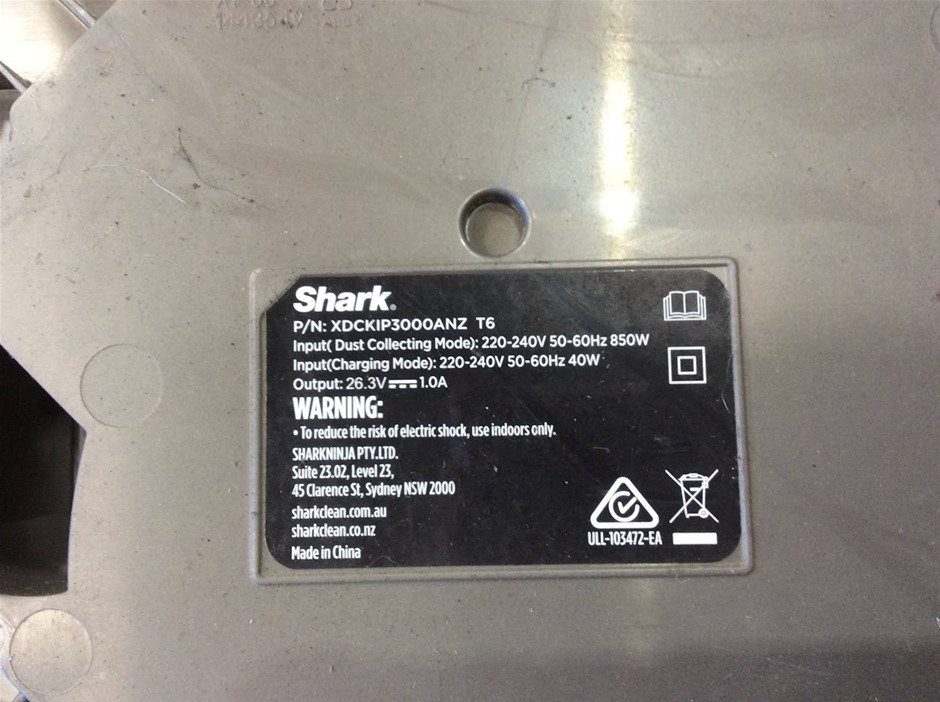 Shark.
P/N: XDCKIP3000ANZ T6
Input( Dust Collecting Mode): 220-240V 50-60Hz 850W
Input(Charging Mode): 220-240V 50-60Hz 40W
Output: 26.3V⎓1.0A
WARNING:
• To reduce the risk of electric shock, use indoors only.
SHARKNINJA PTY.LTD.
Suite 23.02, Level 23,
45 Clarence St, Sydney NSW 2000
sharkclean.com.au
sharkclean.co.nz
Made in China
ULL-103472-EA